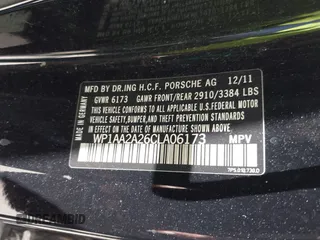 MFD BY DR.ING H.C.F. PORSCHE AG 12/11
GVWR 6173 GAWR FRONT/REAR 2910/3384 LBS
THIS VEHICLE CONFORMS TO ALL APPLICABLE
U.S. FEDERAL MOTOR VEHICLE
SAFETY, BUMPER, AND THEFT PREVENTION
STANDARDS IN EFFECT ON THE DATE OF
MANUFACTURE SHOWN ABOVE.
WP1AA2A26CLA06173 MPV
GERMANY
DREAMBID